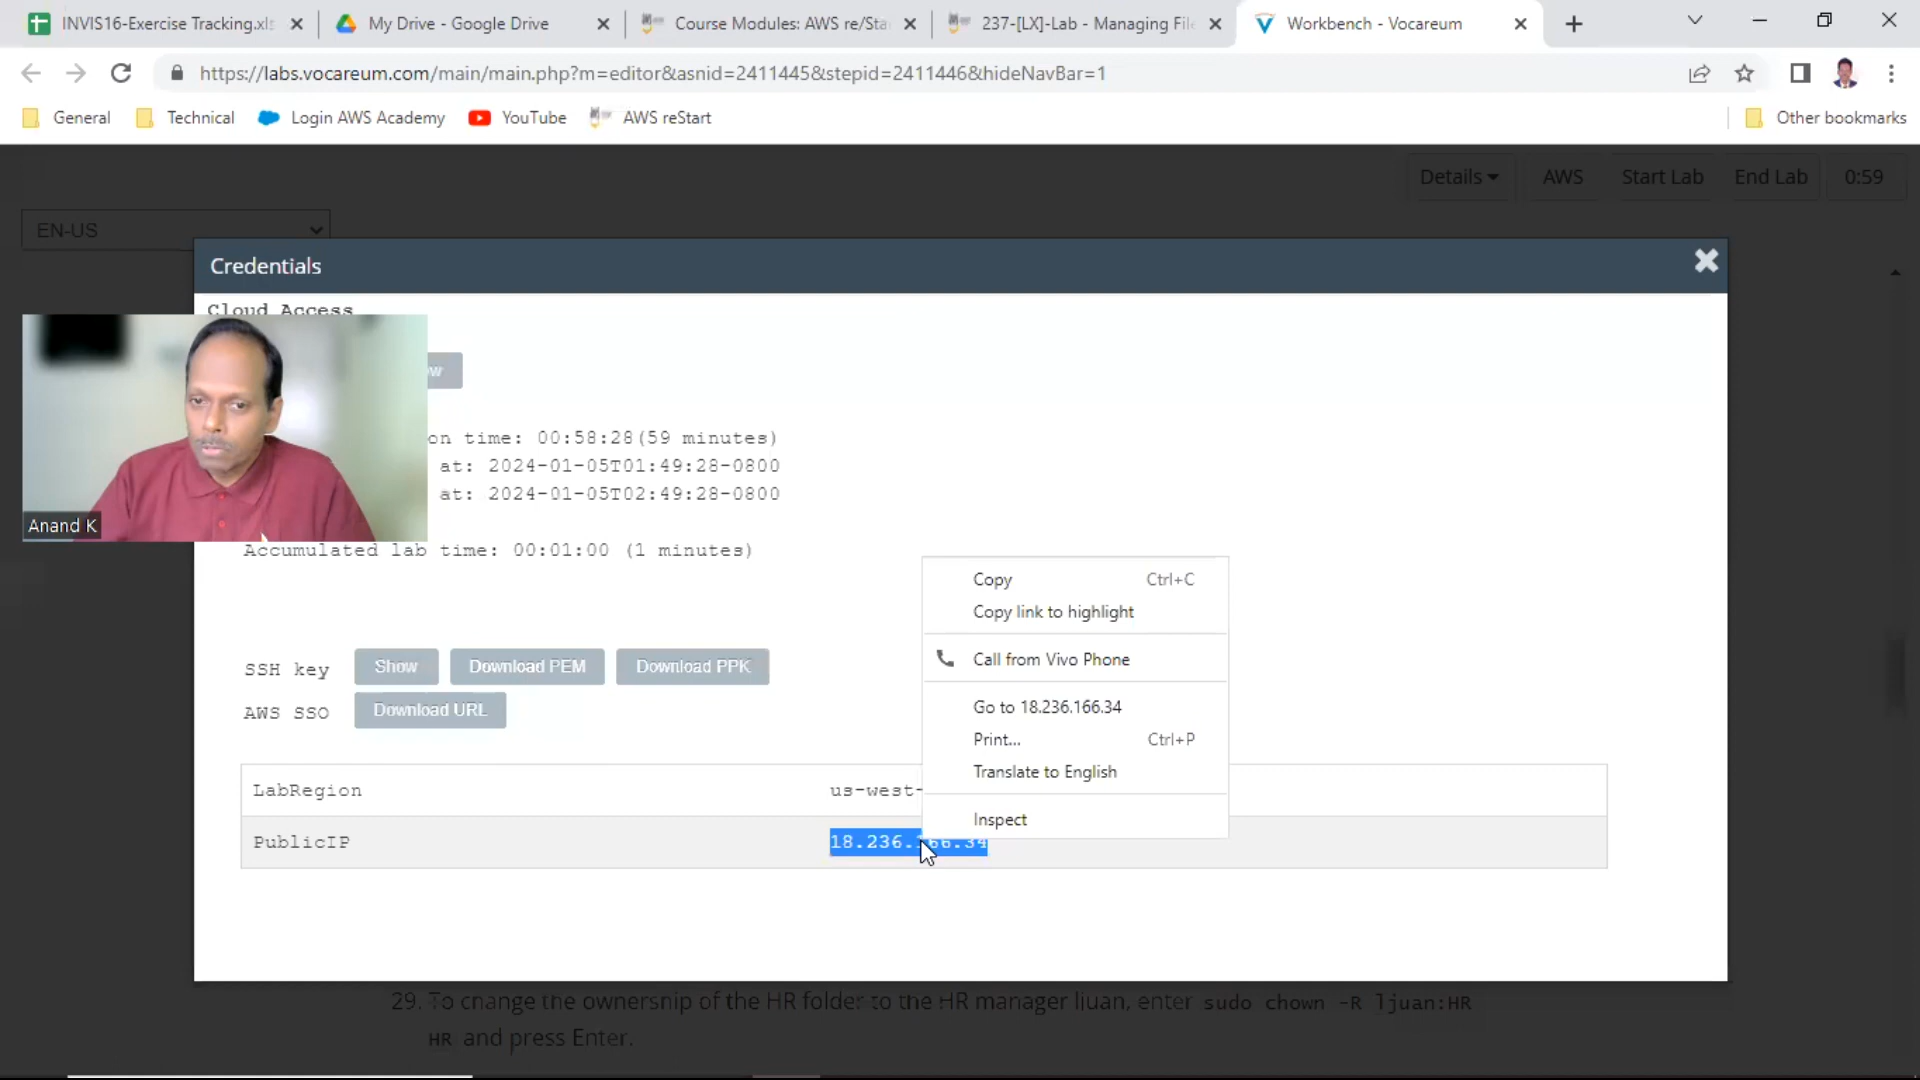 INVIS16-Exercise Tracking.xls
My Drive - Google Drive
Course Modules: AWS re/Sta
237-[LX]-Lab - Managing File
Workbench - Vocareum
https://labs.vocareum.com/main/main.php?m=editor&asnid=2411445&stepid=2411446&hideNavBar=1
General
Technical
Login AWS Academy
YouTube
AWS reStart
Other bookmarks
Details
AWS
Start Lab
End Lab
0:59
EN-US
Credentials
Cloud Access
ow
on time: 00:58:28(59 minutes)
at: 2024-01-05T01:49:28-0800
at: 2024-01-05T02:49:28-0800
Anand K
Accumulated lab time: 00:01:00 (1 minutes)
Copy Ctrl+C
Copy link to highlight
Call from Vivo Phone
Go to 18.236.166.34
Print... Ctrl+P
Translate to English
Inspect
SSH key Show Download PEM Download PPK
AWS SSO Download URL
LabRegion us-west-
PublicIP 18.236.166.34
29. To change the ownership of the HR folder to the HR manager ljuan, enter sudo chown -R ljuan:HR
HR and press Enter.